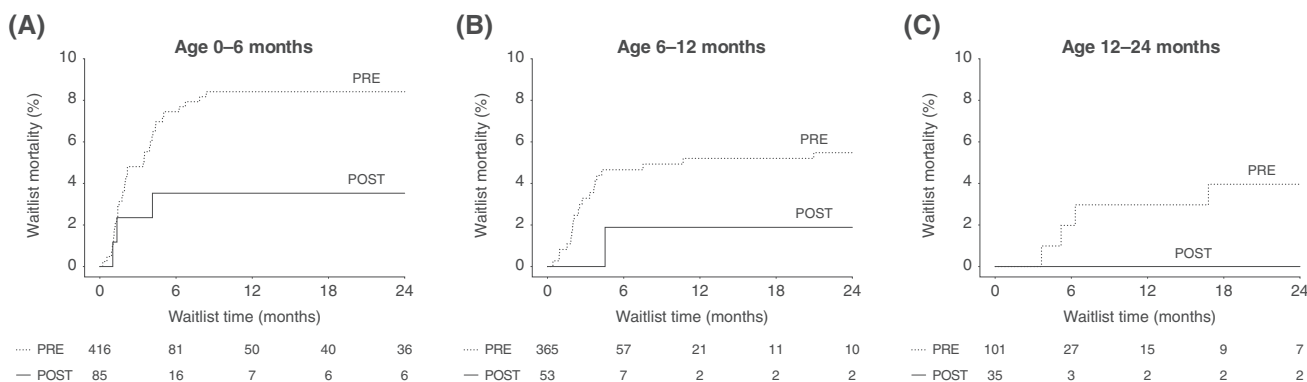 (A)
Age 0–6 months
Waitlist mortality (%)
10
8
6
4
2
0
PRE
POST
0 6 12 18 24
Waitlist time (months)
PRE 416 81 50 40 36
POST 85 16 7 6 6
(B)
Age 6–12 months
Waitlist mortality (%)
10
8
6
4
2
0
PRE
POST
0 6 12 18 24
Waitlist time (months)
PRE 365 57 21 11 10
POST 53 7 2 2 2
(C)
Age 12–24 months
Waitlist mortality (%)
10
8
6
4
2
0
PRE
POST
0 6 12 18 24
Waitlist time (months)
PRE 101 27 15 9 7
POST 35 3 2 2 2